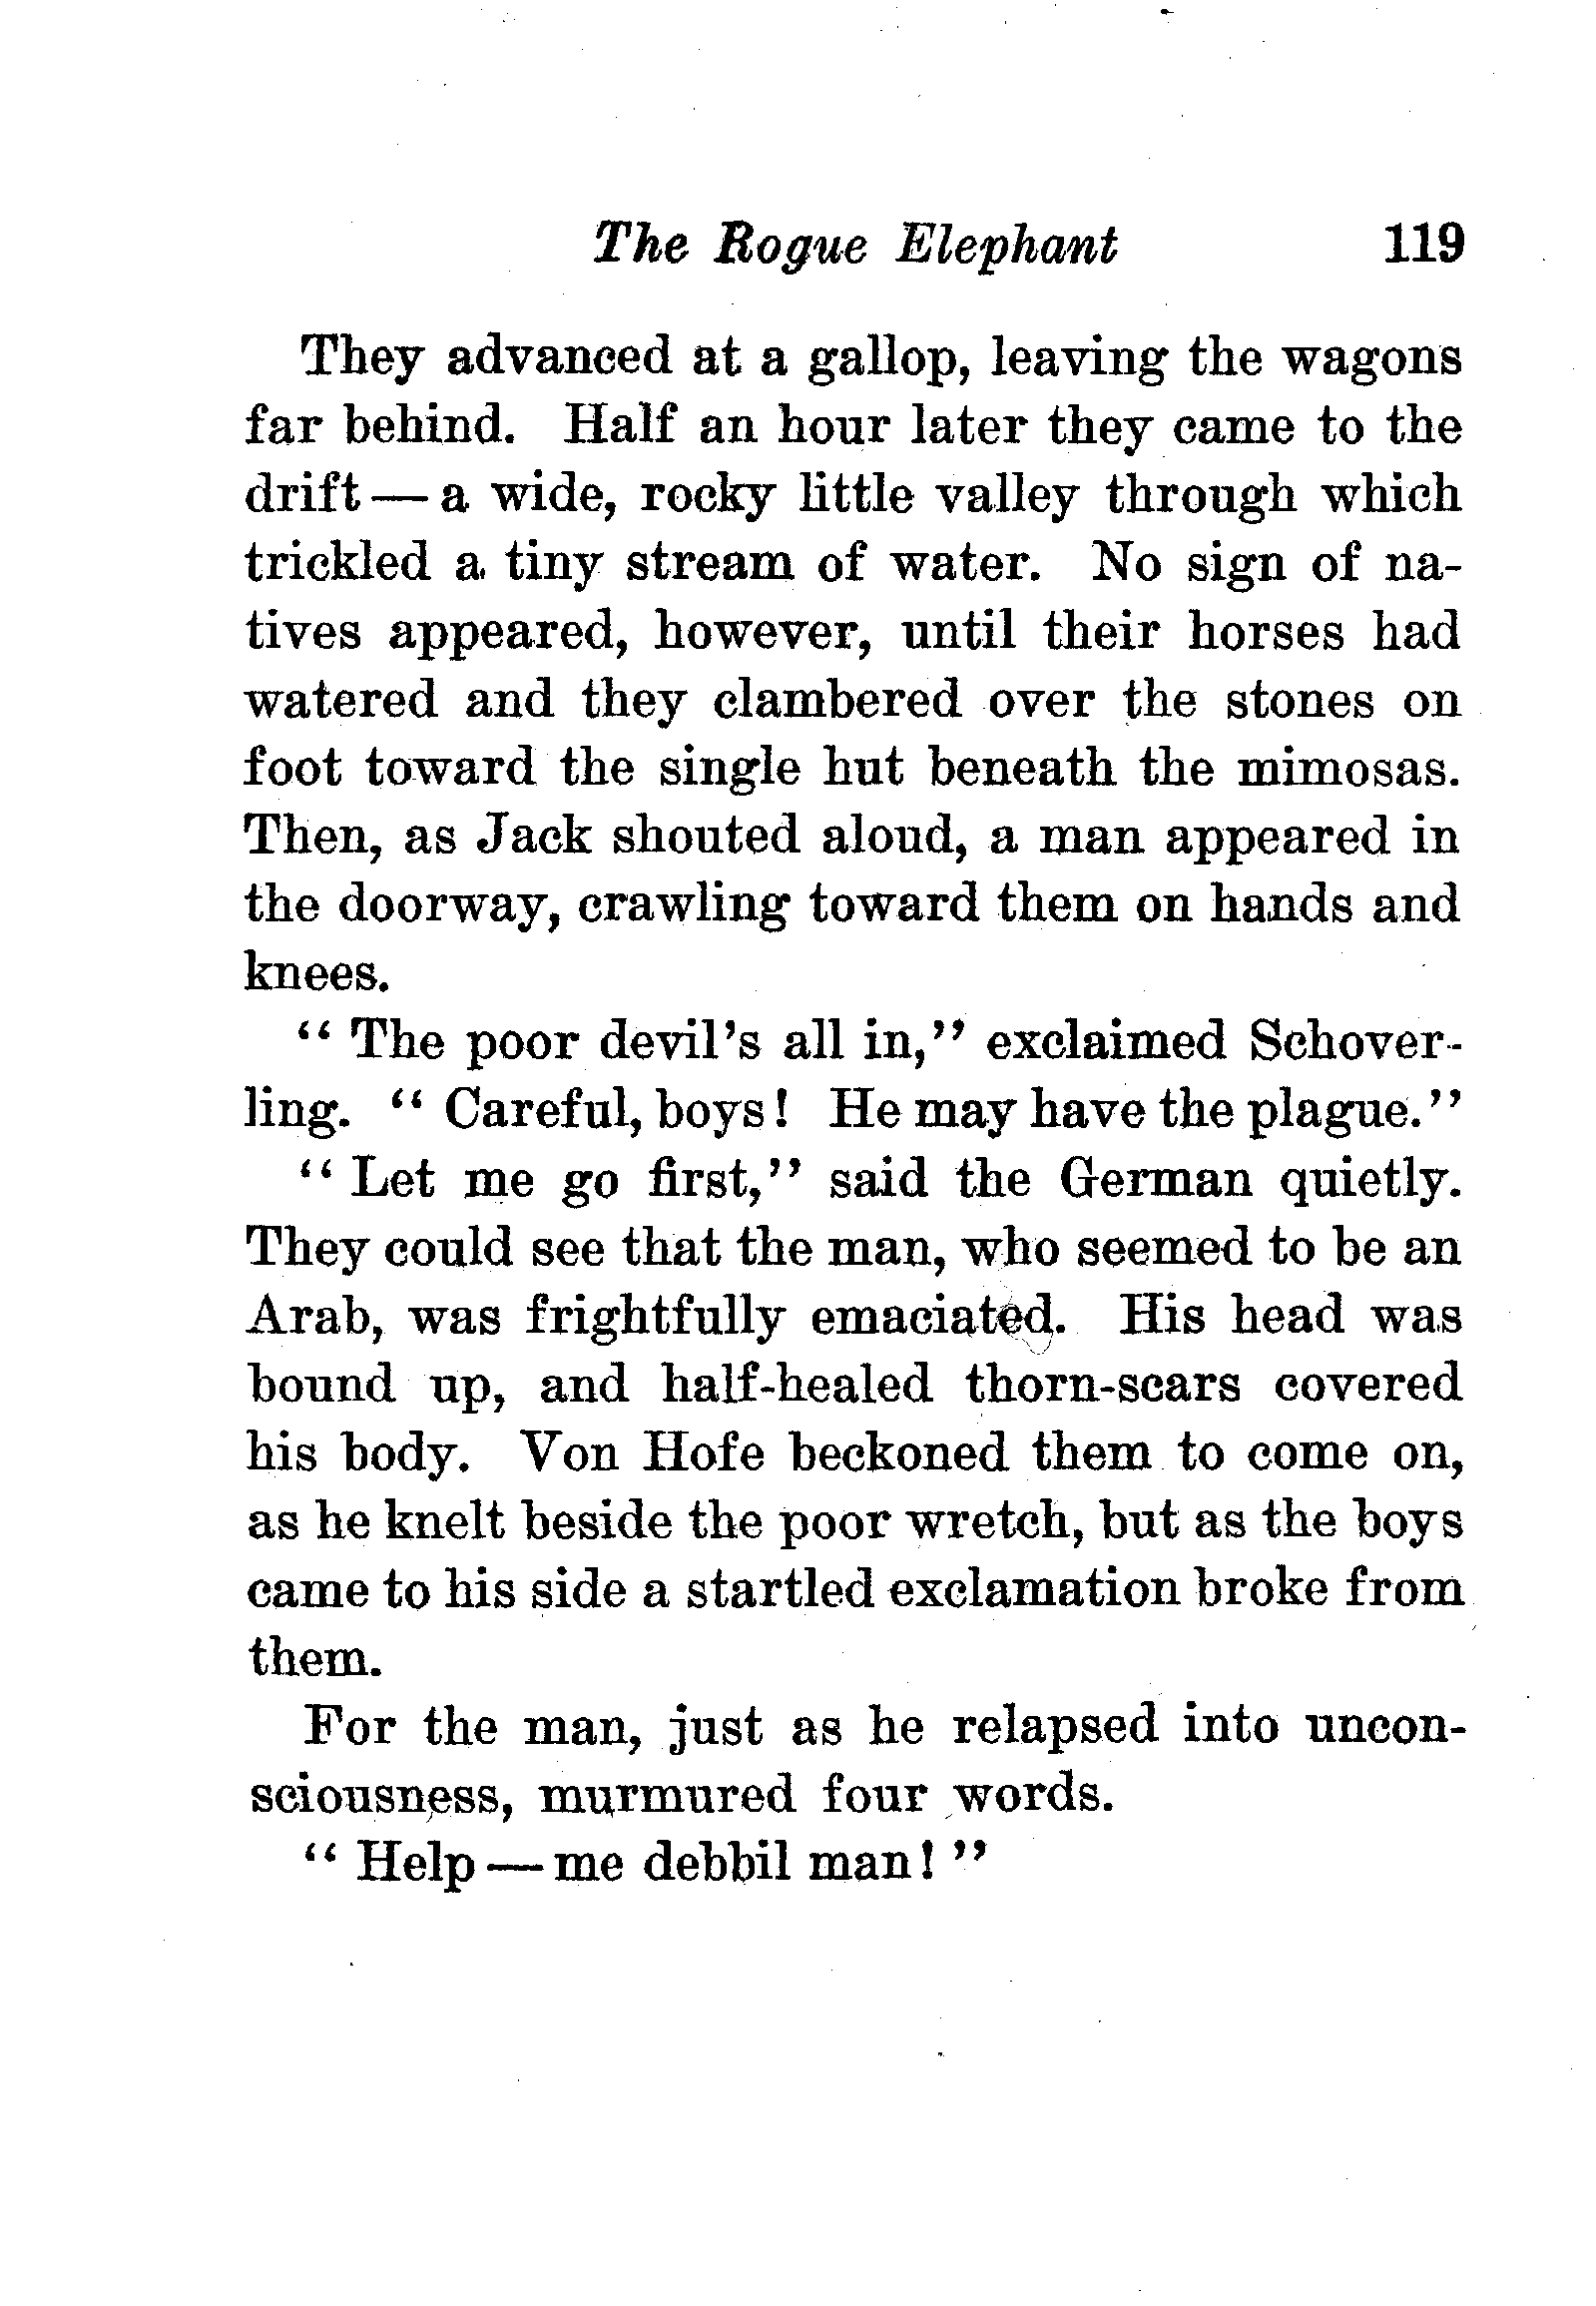 The Rogue Elephant 119
They advanced at a gallop, leaving the wagons
far behind. Half an hour later they came to the
drift — a wide, rocky little valley through which
trickled a tiny stream of water. No sign of na-
tives appeared, however, until their horses had
watered and they clambered over the stones on
foot toward the single hut beneath the mimosas.
Then, as Jack shouted aloud, a man appeared in
the doorway, crawling toward them on hands and
knees.
“ The poor devil’s all in,” exclaimed Schover-
ling. “ Careful, boys! He may have the plague.”
“ Let me go first,” said the German quietly.
They could see that the man, who seemed to be an
Arab, was frightfully emaciated. His head was
bound up, and half-healed thorn-scars covered
his body. Von Hofe beckoned them to come on,
as he knelt beside the poor wretch, but as the boys
came to his side a startled exclamation broke from
them.
For the man, just as he relapsed into uncon-
sciousness, murmured four words.
“ Help — me debbil man! ”